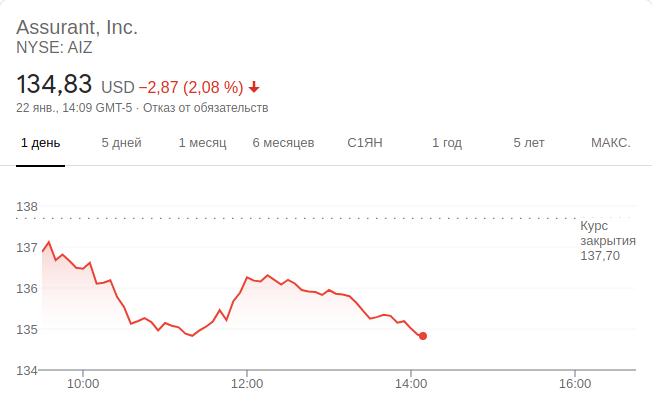 Assurant, Inc.
NYSE: AIZ
134,83 USD −2,87 (2,08 %)
22 янв., 14:09 GMT-5 · Отказ от обязательств
1 день 5 дней 1 месяц 6 месяцев С1ЯН 1 год 5 лет МАКС.
138
Курс
закрытия
137,70
137
136
135
134
10:00 12:00 14:00 16:00